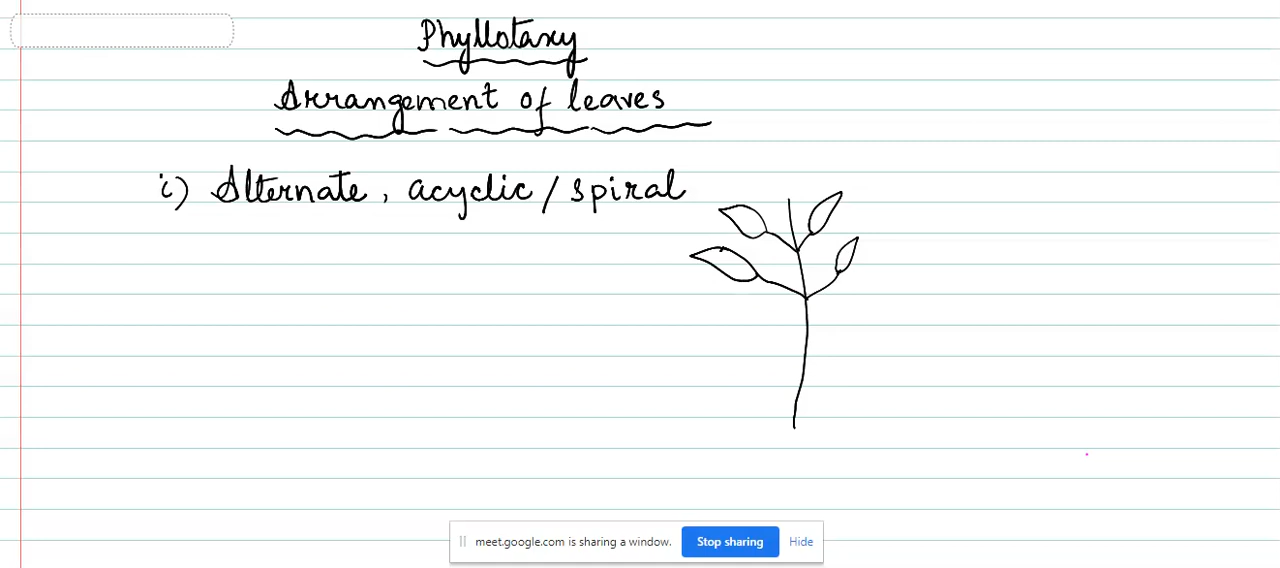 Phyllotaxy
Arrangement of leaves
i) Alternate, acyclic / spiral
meet.google.com is sharing a window.
Stop sharing
Hide